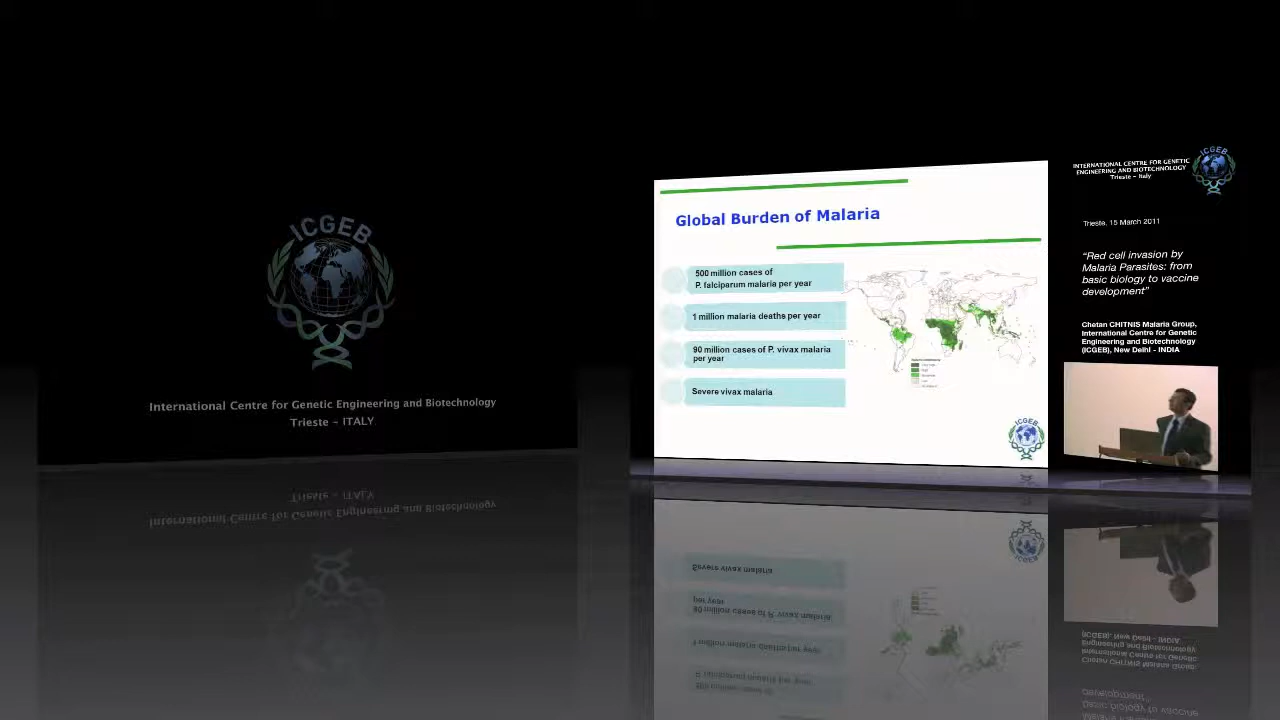 ICGEB
International Centre for Genetic Engineering and Biotechnology
Trieste - ITALY
Global Burden of Malaria
500 million cases of
P. falciparum malaria per year
1 million malaria deaths per year
90 million cases of P. vivax malaria
per year
Severe vivax malaria
ICGEB
INTERNATIONAL CENTRE FOR GENETIC
ENGINEERING AND BIOTECHNOLOGY
Trieste - Italy
ICGEB
Trieste, 15 March 2011
“Red cell invasion by
Malaria Parasites: from
basic biology to vaccine
development”
Chetan CHITNIS Malaria Group,
International Centre for Genetic
Engineering and Biotechnology
(ICGEB), New Delhi - INDIA